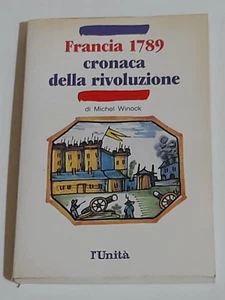 Francia 1789
cronaca
della rivoluzione
di Michel Winock
l'Unità